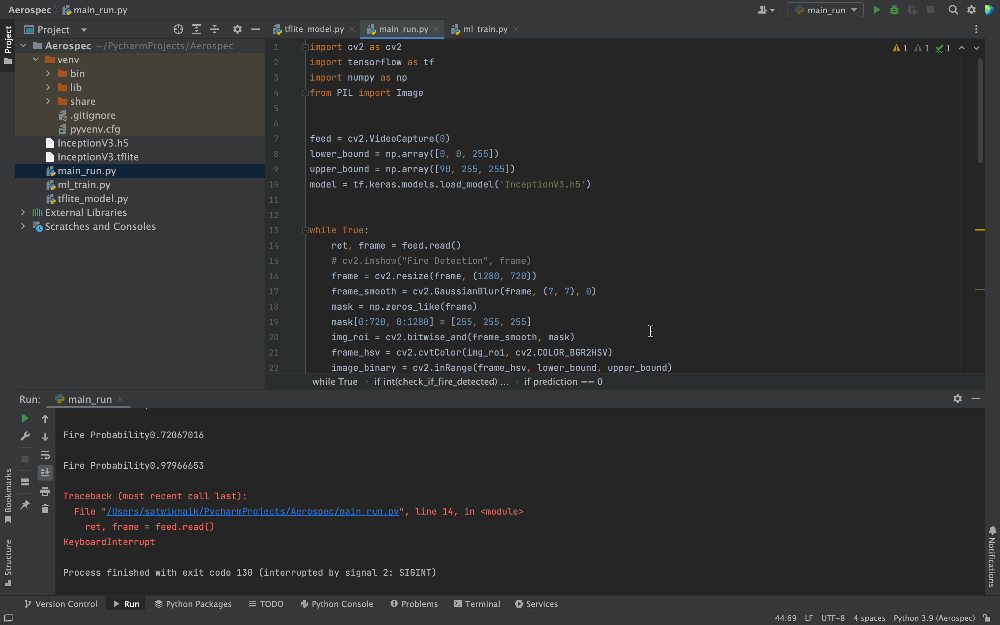 Aerospec main_run.py
main_run
Project
Project
tflite_model.py main_run.py ml_train.py
Aerospec ~/PycharmProjects/Aerospec
venv
bin
lib
share
.gitignore
pyvenv.cfg
InceptionV3.h5
InceptionV3.tflite
main_run.py
ml_train.py
tflite_model.py
External Libraries
Scratches and Consoles
1 1 1
1 import cv2 as cv2
2 import tensorflow as tf
3 import numpy as np
4 from PIL import Image
5
6
7 feed = cv2.VideoCapture(0)
8 lower_bound = np.array([0, 0, 255])
9 upper_bound = np.array([90, 255, 255])
10 model = tf.keras.models.load_model('InceptionV3.h5')
11
12
13 while True:
14 ret, frame = feed.read()
15 # cv2.imshow("Fire Detection", frame)
16 frame = cv2.resize(frame, (1280, 720))
17 frame_smooth = cv2.GaussianBlur(frame, (7, 7), 0)
18 mask = np.zeros_like(frame)
19 mask[0:720, 0:1280] = [255, 255, 255]
20 img_roi = cv2.bitwise_and(frame_smooth, mask)
21 frame_hsv = cv2.cvtColor(img_roi, cv2.COLOR_BGR2HSV)
22 image_binary = cv2.inRange(frame_hsv, lower_bound, upper_bound)
while True › if int(check_if_fire_detected) ... › if prediction == 0
Run: main_run
Fire Probability0.72067016
Fire Probability0.97966653
Traceback (most recent call last):
File "/Users/satwiknaik/PycharmProjects/Aerospec/main_run.py", line 14, in <module>
ret, frame = feed.read()
KeyboardInterrupt
Process finished with exit code 130 (interrupted by signal 2: SIGINT)
Bookmarks
Structure
Notifications
Version Control Run Python Packages TODO Python Console Problems Terminal Services
44:69 LF UTF-8 4 spaces Python 3.9 (Aerospec)